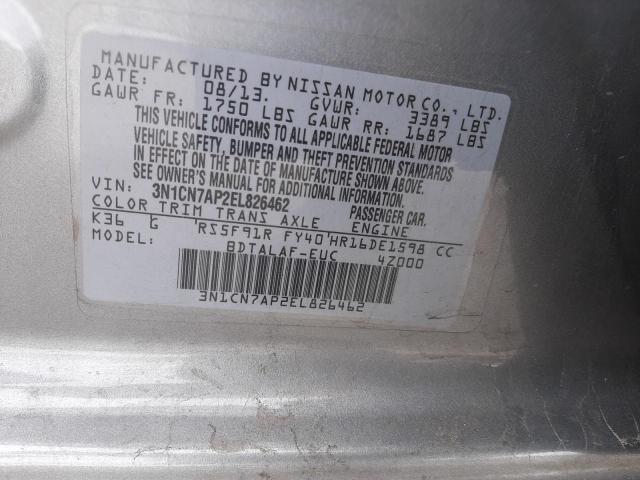 MANUFACTURED BY NISSAN MOTOR CO., LTD.
DATE: 08/13. GVWR: 3389 LBS
GAWR FR: 1750 LBS GAWR RR: 1687 LBS
THIS VEHICLE CONFORMS TO ALL APPLICABLE FEDERAL MOTOR
VEHICLE SAFETY, BUMPER AND THEFT PREVENTION STANDARDS
IN EFFECT ON THE DATE OF MANUFACTURE SHOWN ABOVE.
SEE OWNER'S MANUAL FOR ADDITIONAL INFORMATION.
VIN: 3N1CN7AP2EL826462 PASSENGER CAR.
COLOR TRIM TRANS AXLE ENGINE
K36 G RS5F91R FY40 HR16DE1598 CC
MODEL: BDTALAF-EUC 4Z000
3N1CN7AP2EL826462